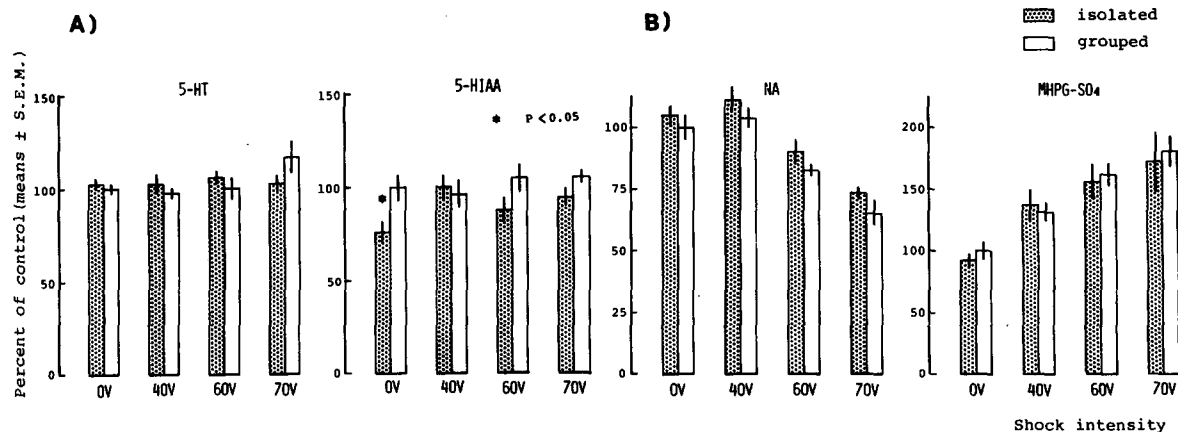 A)
B)
isolated
grouped
5-HT
5-HIAA
NA
MHPG-SO4
* P<0.05
*
Percent of control (means ± S.E.M.)
150
100
50
0
0V 40V 60V 70V
150
100
50
0
0V 40V 60V 70V
100
75
50
25
0
0V 40V 60V 70V
200
150
100
50
0
0V 40V 60V 70V
Shock intensity